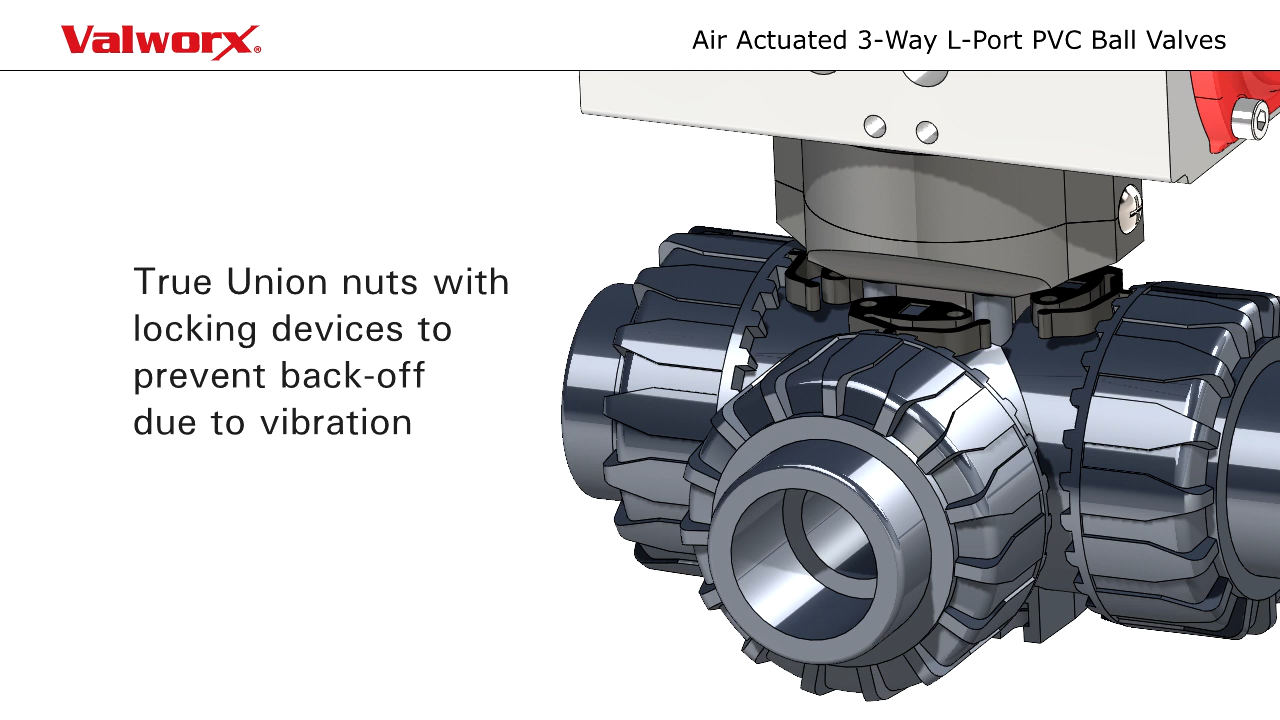 Valworx®
Air Actuated 3-Way L-Port PVC Ball Valves
True Union nuts with
locking devices to
prevent back-off
due to vibration